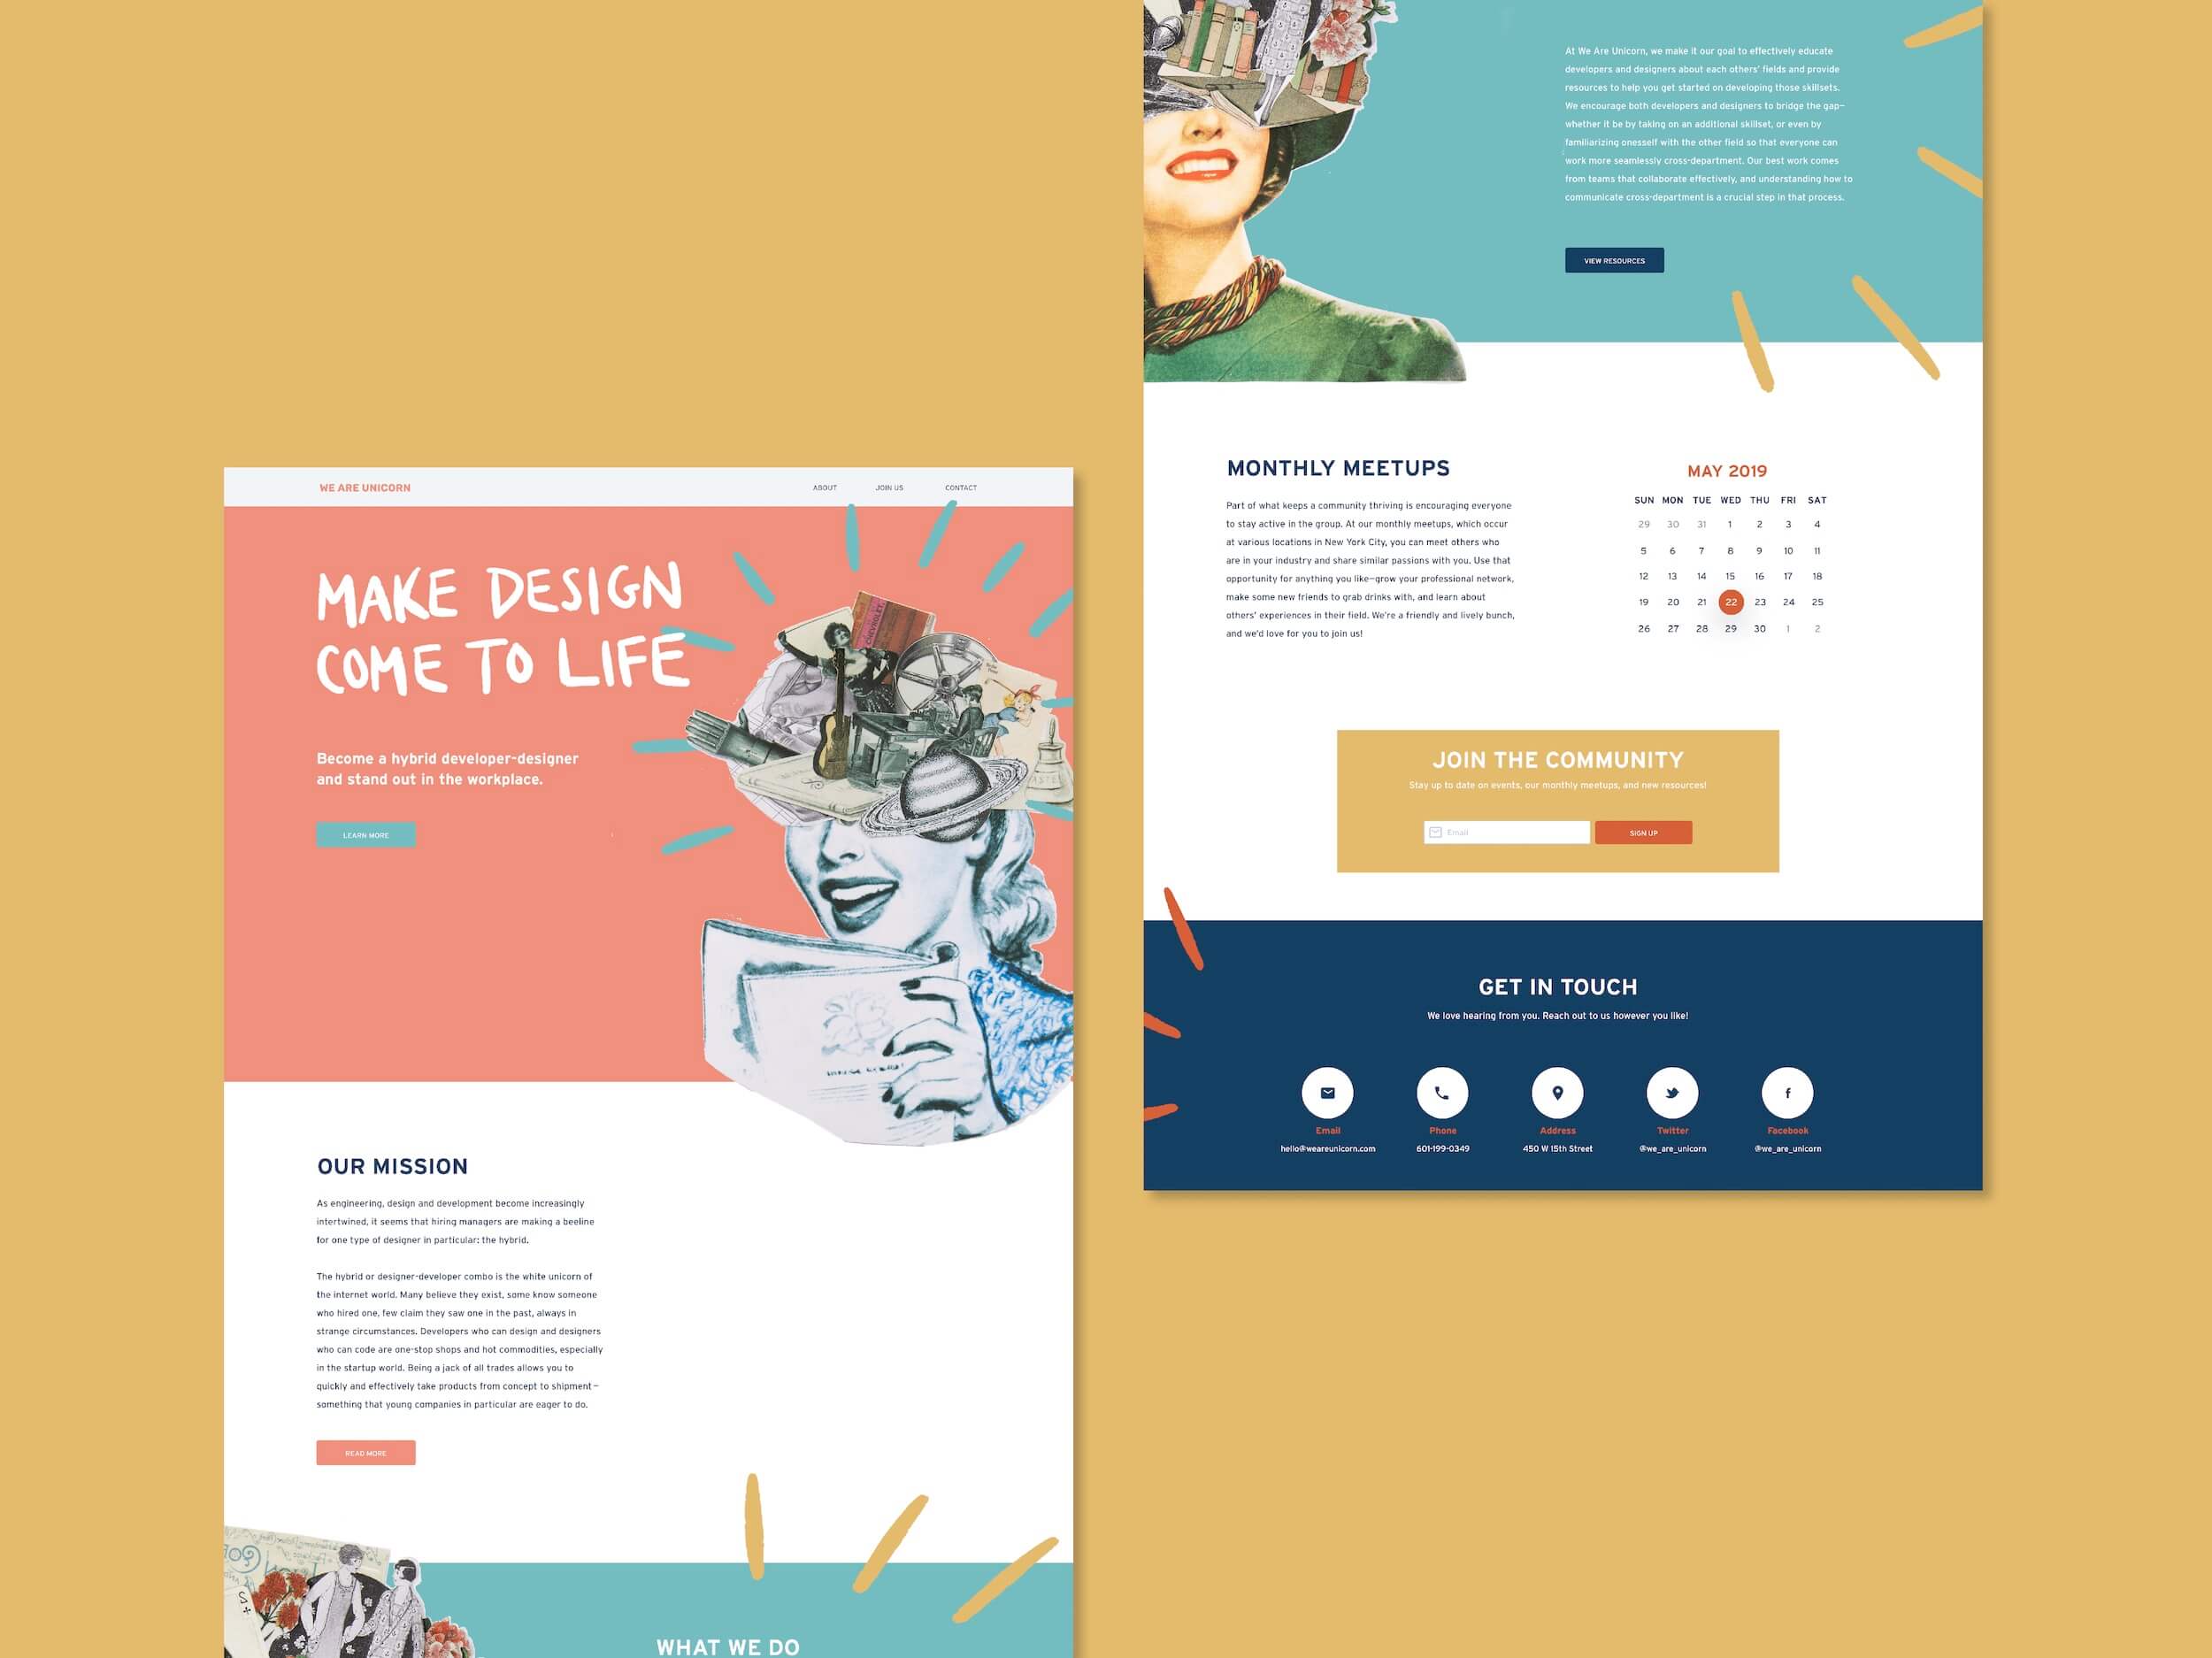 WE ARE UNICORN
ABOUT JOIN US CONTACT
MAKE DESIGN
COME TO LIFE
Become a hybrid developer-designer
and stand out in the workplace.
LEARN MORE
CHEVROLET
OUR MISSION
As engineering, design and development become increasingly
intertwined, it seems that hiring managers are making a beeline
for one type of designer in particular: the hybrid.
The hybrid or designer-developer combo is the white unicorn of
the internet world. Many believe they exist, some know someone
who hired one, few claim they saw one in the past, always in
strange circumstances. Developers who can design and designers
who can code are one-stop shops and hot commodities, especially
in the startup world. Being a jack of all trades allows you to
quickly and effectively take products from concept to shipment—
something that young companies in particular are eager to do.
READ MORE
WHAT WE DO
At We Are Unicorn, we make it our goal to effectively educate
developers and designers about each others' fields and provide
resources to help you get started on developing those skillsets.
We encourage both developers and designers to bridge the gap—
whether it be by taking on an additional skillset, or even by
familiarizing onesself with the other field so that everyone can
work more seamlessly cross-department. Our best work comes
from teams that collaborate effectively, and understanding how to
communicate cross-department is a crucial step in that process.
VIEW RESOURCES
MONTHLY MEETUPS
Part of what keeps a community thriving is encouraging everyone
to stay active in the group. At our monthly meetups, which occur
at various locations in New York City, you can meet others who
are in your industry and share similar passions with you. Use that
opportunity for anything you like—grow your professional network,
make some new friends to grab drinks with, and learn about
others' experiences in their field. We're a friendly and lively bunch,
and we'd love for you to join us!
MAY 2019
SUN MON TUE WED THU FRI SAT
29 30 31 1 2 3 4
5 6 7 8 9 10 11
12 13 14 15 16 17 18
19 20 21 22 23 24 25
26 27 28 29 30 1 2
JOIN THE COMMUNITY
Stay up to date on events, our monthly meetups, and new resources!
Email
SIGN UP
GET IN TOUCH
We love hearing from you. Reach out to us however you like!
Email Phone Address Twitter Facebook
hello@weareunicorn.com 601-199-0349 450 W 15th Street @we_are_unicorn @we_are_unicorn